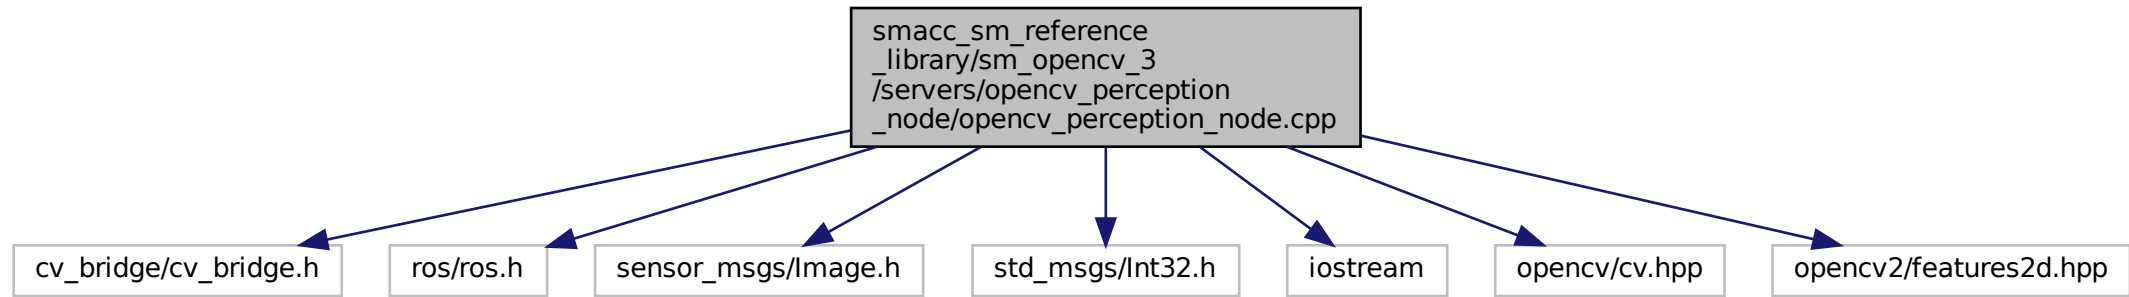 smacc_sm_reference
_library/sm_opencv_3
/servers/opencv_perception
_node/opencv_perception_node.cpp
cv_bridge/cv_bridge.h
ros/ros.h
sensor_msgs/Image.h
std_msgs/Int32.h
iostream
opencv/cv.hpp
opencv2/features2d.hpp